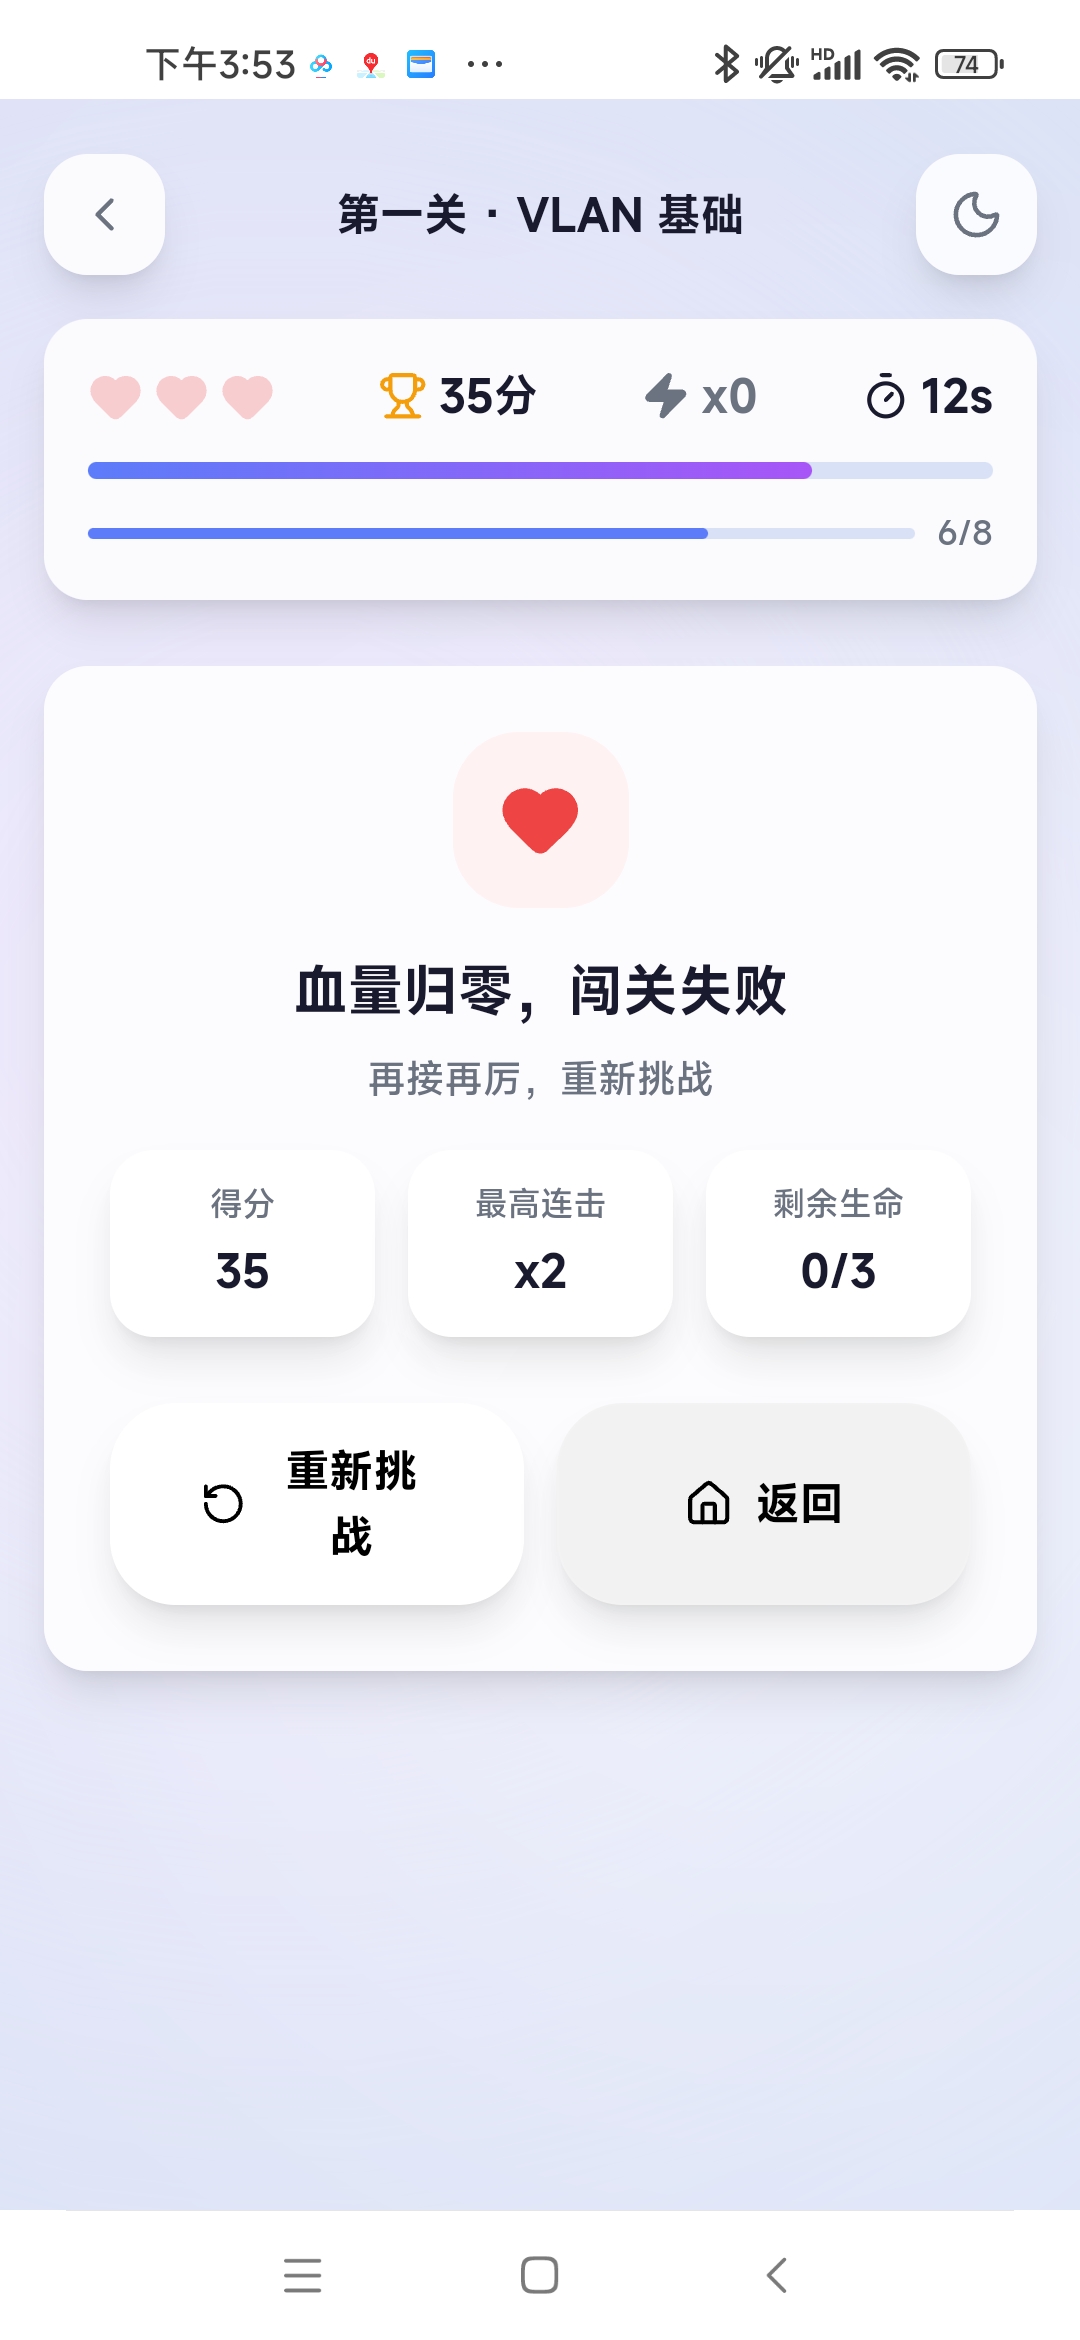 下午3:53
HD
74
第一关 · VLAN 基础
35分
x0
12s
6/8
血量归零，闯关失败
再接再厉，重新挑战
得分
最高连击
剩余生命
35
x2
0/3
重新挑
战
返回